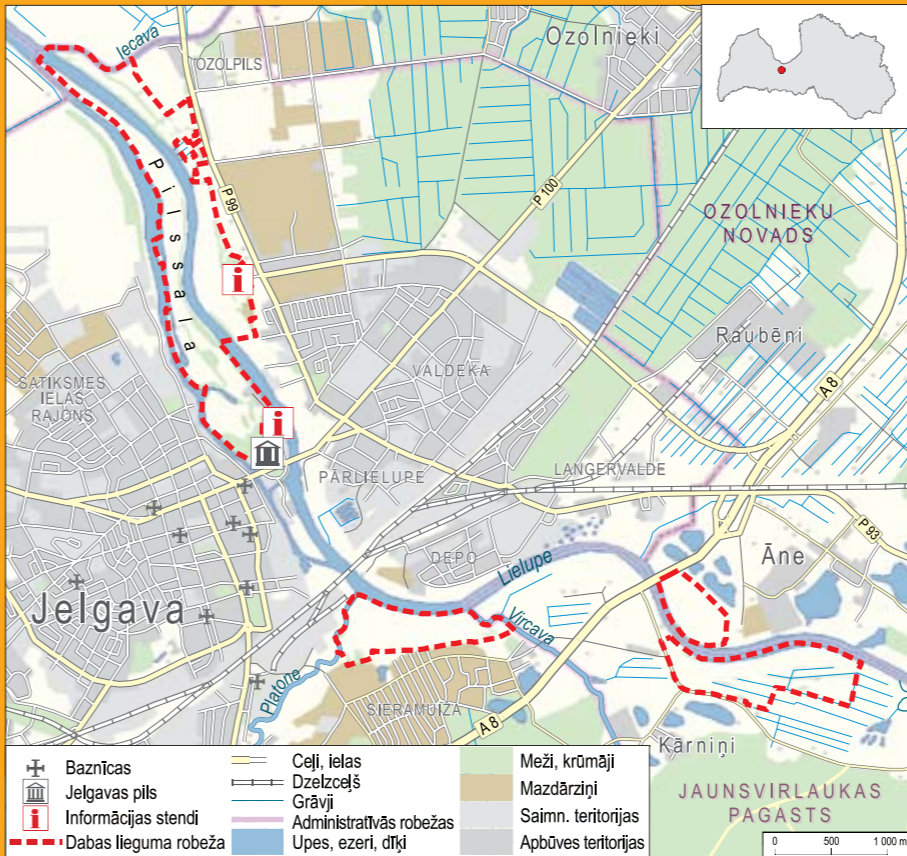 Iecava
OZOLPILS
Ozolnieki
Pilssala
P 99
P 100
OZOLNIEKU
NOVADS
Raubēni
A 8
VALDEKA
SATIKSMES
IELAS
RAJONS
PĀRLIELUPE
LANGERVALDE
P 93
DEPO
Lielupe
Āne
Jelgava
Vircava
Platone
SIERAMUIŽA
A 8
Kārniņi
JAUNSVIRLAUKAS
PAGASTS
Baznīcas
Jelgavas pils
i Informācijas stendi
Dabas lieguma robeža
Ceļi, ielas
Dzelzceļš
Grāvji
Administratīvās robežas
Upes, ezeri, dīķi
Meži, krūmāji
Mazdārziņi
Saimn. teritorijas
Apbūves teritorijas
0 500 1 000 m
i
i